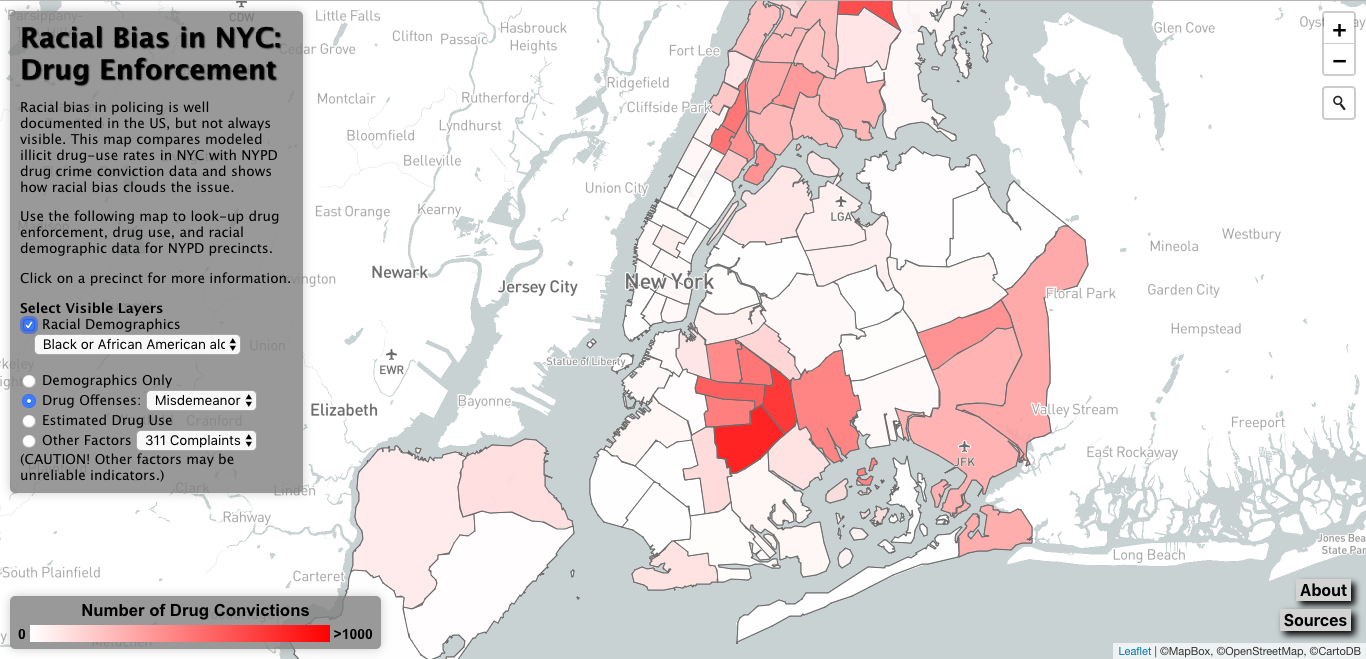 Racial Bias in NYC:
Drug Enforcement
Racial bias in policing is well
documented in the US, but not always
visible. This map compares modeled
illicit drug-use rates in NYC with NYPD
drug crime conviction data and shows
how racial bias clouds the issue.
Use the following map to look-up drug
enforcement, drug use, and racial
demographic data for NYPD precincts.
Click on a precinct for more information.
Select Visible Layers
Racial Demographics
Black or African American alc
Demographics Only
Drug Offenses: Misdemeanor
Estimated Drug Use
Other Factors 311 Complaints
(CAUTION! Other factors may be
unreliable indicators.)
Number of Drug Convictions
0 >1000
CDW
Little Falls
Clifton
Passaic
Hasbrouck
Heights
Cedar Grove
Fort Lee
Ridgefield
Montclair
Rutherford
Cliffside Park
Lyndhurst
Bloomfield
Belleville
Union City
East Orange
Kearny
Newark
Jersey City
New York
LGA
Statue of Liberty
Union
EWR
Elizabeth
Bayonne
Cranford
Clark
Linden
Rahway
South Plainfield
Carteret
Glen Cove
Westbury
Mineola
Floral Park
Garden City
Hempstead
Valley Stream
Freeport
East Rockaway
JFK
Long Beach
Jones Bea
State Par
+
−
About
Sources
Leaflet | ©MapBox, ©OpenStreetMap, ©CartoDB